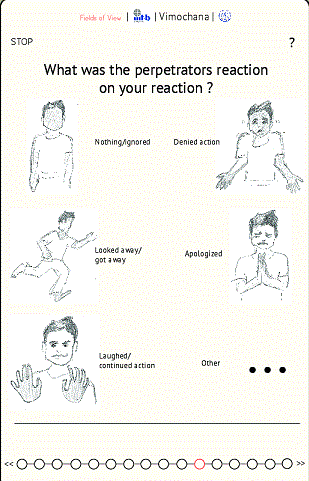 Fields of View | iiit-b | Vimochana |
STOP ?
What was the perpetrators reaction
on your reaction ?
Nothing/ignored
Denied action
Looked away/
got away
Apologized
Laughed/
continued action
Other
<< >>